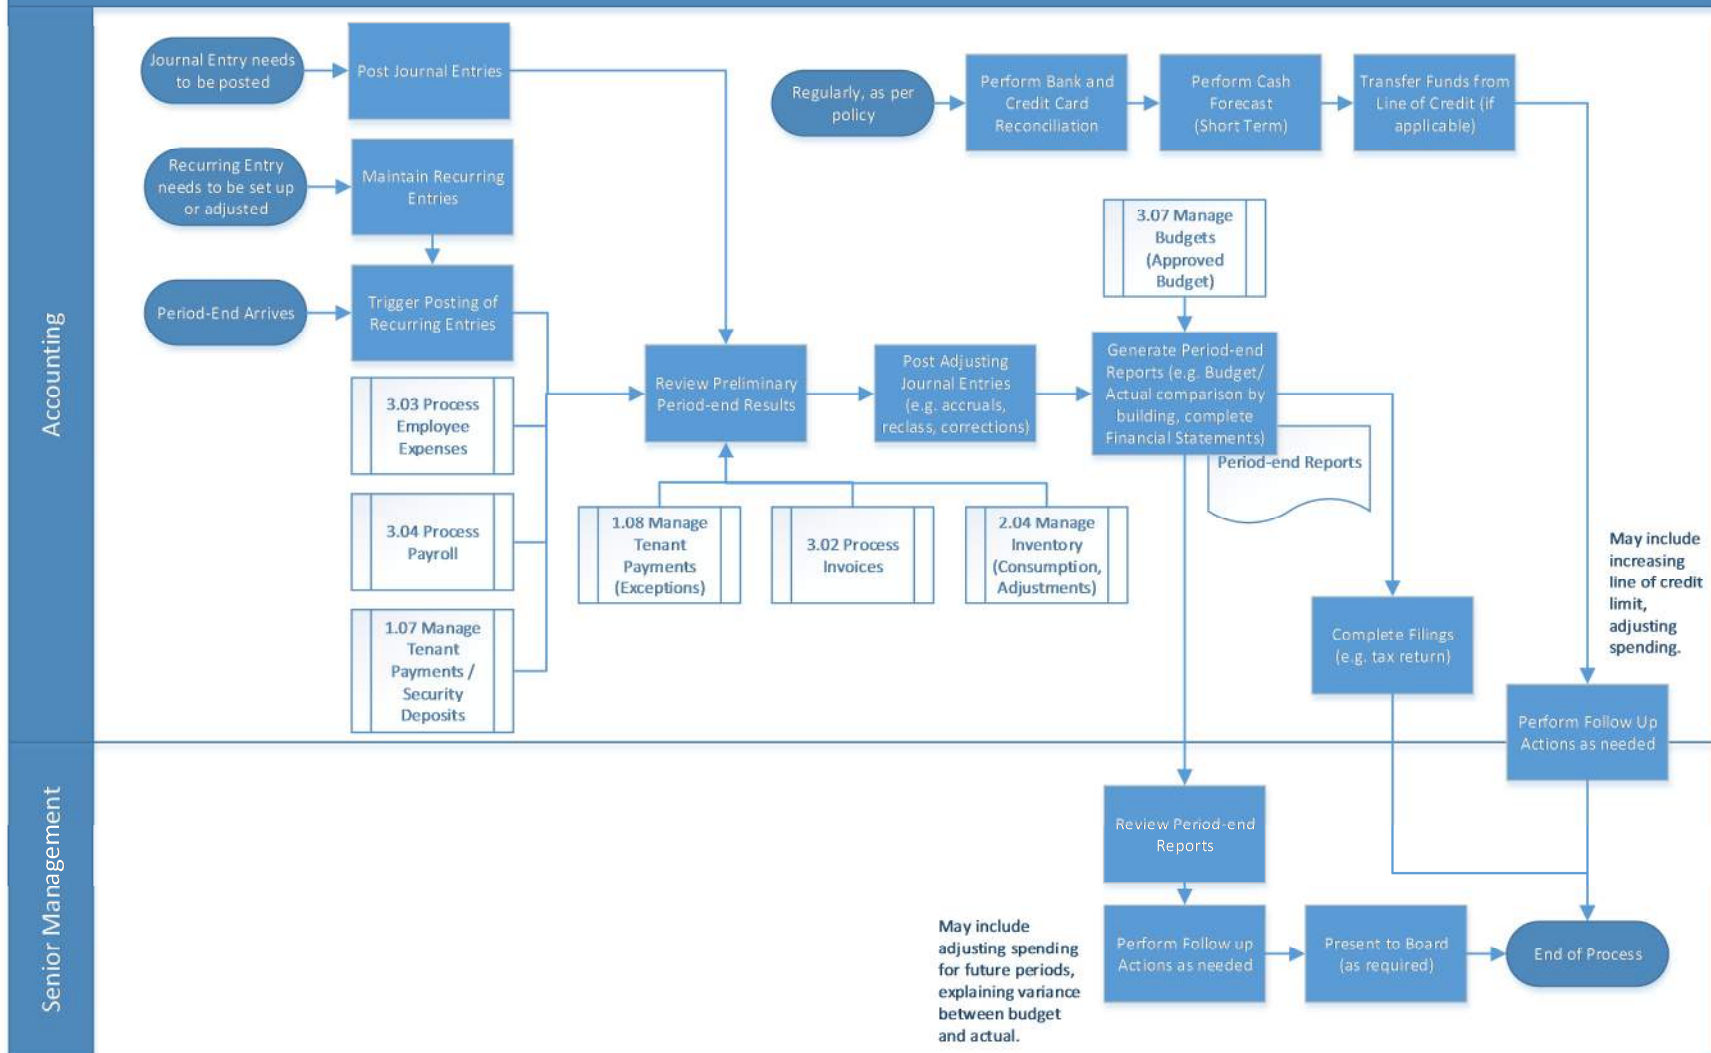 Accounting
Journal Entry needs
to be posted
Post Journal Entries
Regularly, as per
policy
Perform Bank and
Credit Card
Reconciliation
Perform Cash
Forecast
(Short Term)
Transfer Funds from
Line of Credit (if
applicable)
Recurring Entry
needs to be set up
or adjusted
Maintain Recurring
Entries
3.07 Manage
Budgets
(Approved
Budget)
Period-End Arrives
Trigger Posting of
Recurring Entries
Review Preliminary
Period-end Results
Post Adjusting
Journal Entries
(e.g. accruals,
reclass, corrections)
Generate Period-end
Reports (e.g. Budget/
Actual comparison by
building, complete
Financial Statements)
Period-end Reports
3.03 Process
Employee
Expenses
3.04 Process
Payroll
1.07 Manage
Tenant
Payments /
Security
Deposits
1.08 Manage
Tenant
Payments
(Exceptions)
3.02 Process
Invoices
2.04 Manage
Inventory
(Consumption,
Adjustments)
May include
increasing
line of credit
limit,
adjusting
spending.
Complete Filings
(e.g. tax return)
Perform Follow Up
Actions as needed
Senior Management
Review Period-end
Reports
May include
adjusting spending
for future periods,
explaining variance
between budget
and actual.
Perform Follow up
Actions as needed
Present to Board
(as required)
End of Process